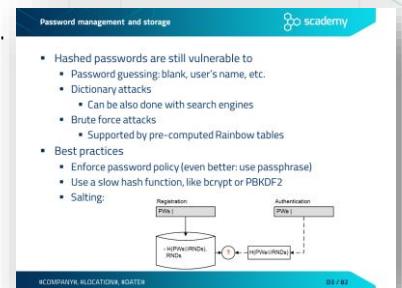 Password management and storage
scademy
Hashed passwords are still vulnerable to
Password guessing: blank, user's name, etc.
Dictionary attacks
Can be also done with search engines
Brute force attacks
Supported by pre-computed Rainbow tables
Best practices
Enforce password policy (even better: use passphrase)
Use a slow hash function, like bcrypt or PBKDF2
Salting:
Registration
Authentication
PWs |
PWs |
?
RNDs
#COMPANY#, #LOCATION#, #DATE#